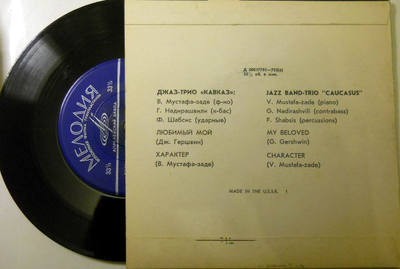 МЕЛОДИЯ
33⅓
33⅓
ДЖАЗ-ТРИО «КАВКАЗ»:
В. Мустафа-заде (ф-но)
Г. Надирашвили (к-бас)
Ф. Шабсис (ударные)
ЛЮБИМЫЙ МОЙ
(Дж. Гершвин)
ХАРАКТЕР
(В. Мустафа-заде)
JAZZ BAND-TRIO "CAUCASUS"
V. Mustafa-zade (piano)
G. Nadirashvili (contrabass)
F. Shabsis (percussions)
MY BELOVED
(G. Gershwin)
CHARACTER
(V. Mustafa-zade)
MADE IN THE U.S.S.R.